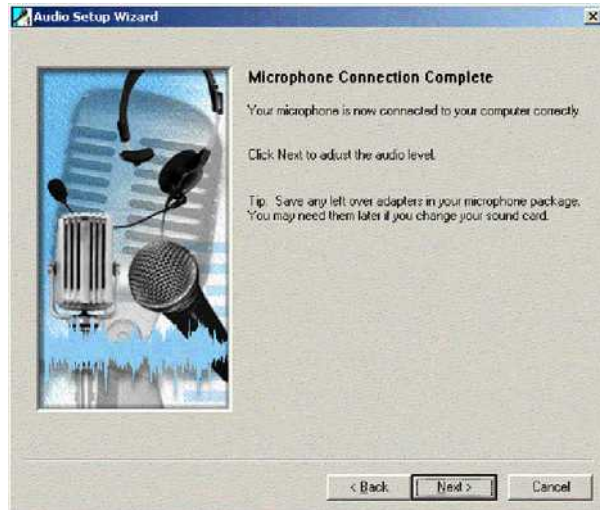 Audio Setup Wizard
Microphone Connection Complete
Your microphone is now connected to your computer correctly.
Click Next to adjust the audio level.
Tip: Save any left over adapters in your microphone package.
You may need them later if you change your sound card.
< Back
Next >
Cancel